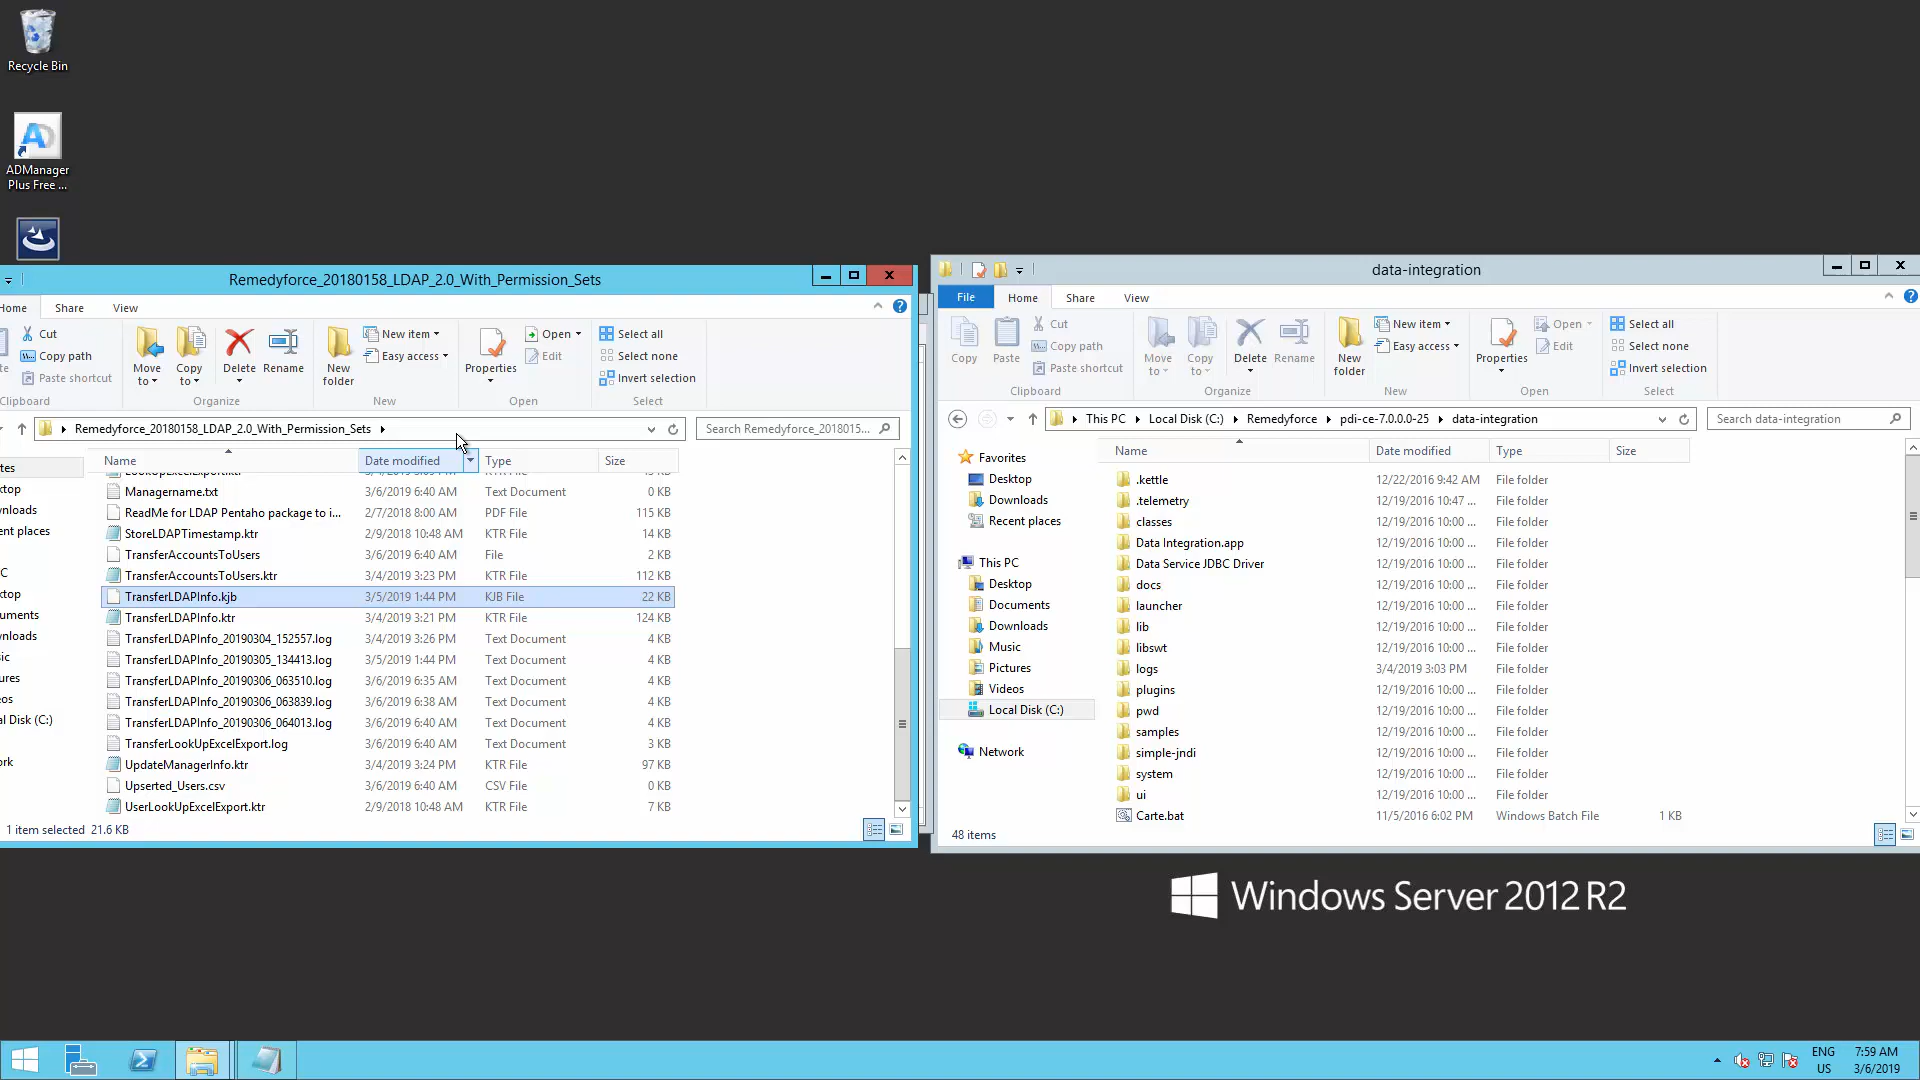 Recycle Bin
ADManager
Plus Free ...
Remedyforce_20180158_LDAP_2.0_With_Permission_Sets
Home
Share
View
Cut
Copy path
Paste shortcut
Clipboard
Move
to
Copy
to
Delete
Rename
Organize
New
folder
New item
Easy access
New
Properties
Open
Edit
Open
Select all
Select none
Invert selection
Select
Remedyforce_20180158_LDAP_2.0_With_Permission_Sets
Search Remedyforce_2018015...
Name
Date modified
Type
Size
Managername.txt 3/6/2019 6:40 AM Text Document 0 KB
ReadMe for LDAP Pentaho package to i... 2/7/2018 8:00 AM PDF File 115 KB
StoreLDAPTimestamp.ktr 2/9/2018 10:48 AM KTR File 14 KB
TransferAccountsToUsers 3/6/2019 6:40 AM File 2 KB
TransferAccountsToUsers.ktr 3/4/2019 3:23 PM KTR File 112 KB
TransferLDAPInfo.kjb 3/5/2019 1:44 PM KJB File 22 KB
TransferLDAPInfo.ktr 3/4/2019 3:21 PM KTR File 124 KB
TransferLDAPInfo_20190304_152557.log 3/4/2019 3:26 PM Text Document 4 KB
TransferLDAPInfo_20190305_134413.log 3/5/2019 1:44 PM Text Document 4 KB
TransferLDAPInfo_20190306_063510.log 3/6/2019 6:35 AM Text Document 4 KB
TransferLDAPInfo_20190306_063839.log 3/6/2019 6:38 AM Text Document 4 KB
TransferLDAPInfo_20190306_064013.log 3/6/2019 6:40 AM Text Document 4 KB
TransferLookUpExcelExport.log 3/6/2019 6:40 AM Text Document 3 KB
UpdateManagerInfo.ktr 3/4/2019 3:24 PM KTR File 97 KB
Upserted_Users.csv 3/6/2019 6:40 AM CSV File 0 KB
UserLookUpExcelExport.ktr 2/9/2018 10:48 AM KTR File 7 KB
1 item selected 21.6 KB
data-integration
File
Home
Share
View
Copy
Paste
Cut
Copy path
Paste shortcut
Clipboard
Move
to
Copy
to
Delete
Rename
Organize
New
folder
New item
Easy access
New
Properties
Open
Edit
Open
Select all
Select none
Invert selection
Select
This PC
Local Disk (C:)
Remedyforce
pdi-ce-7.0.0.0-25
data-integration
Search data-integration
Favorites
Desktop
Downloads
Recent places
This PC
Desktop
Documents
Downloads
Music
Pictures
Videos
Local Disk (C:)
Network
Name
Date modified
Type
Size
.kettle 12/22/2016 9:42 AM File folder
.telemetry 12/19/2016 10:47 ... File folder
classes 12/19/2016 10:00 ... File folder
Data Integration.app 12/19/2016 10:00 ... File folder
Data Service JDBC Driver 12/19/2016 10:00 ... File folder
docs 12/19/2016 10:00 ... File folder
launcher 12/19/2016 10:00 ... File folder
lib 12/19/2016 10:00 ... File folder
libswt 12/19/2016 10:00 ... File folder
logs 3/4/2019 3:03 PM File folder
plugins 12/19/2016 10:00 ... File folder
pwd 12/19/2016 10:00 ... File folder
samples 12/19/2016 10:00 ... File folder
simple-jndi 12/19/2016 10:00 ... File folder
system 12/19/2016 10:00 ... File folder
ui 12/19/2016 10:00 ... File folder
Carte.bat 11/5/2016 6:02 PM Windows Batch File 1 KB
48 items
Windows Server 2012 R2
ENG
US
7:59 AM
3/6/2019